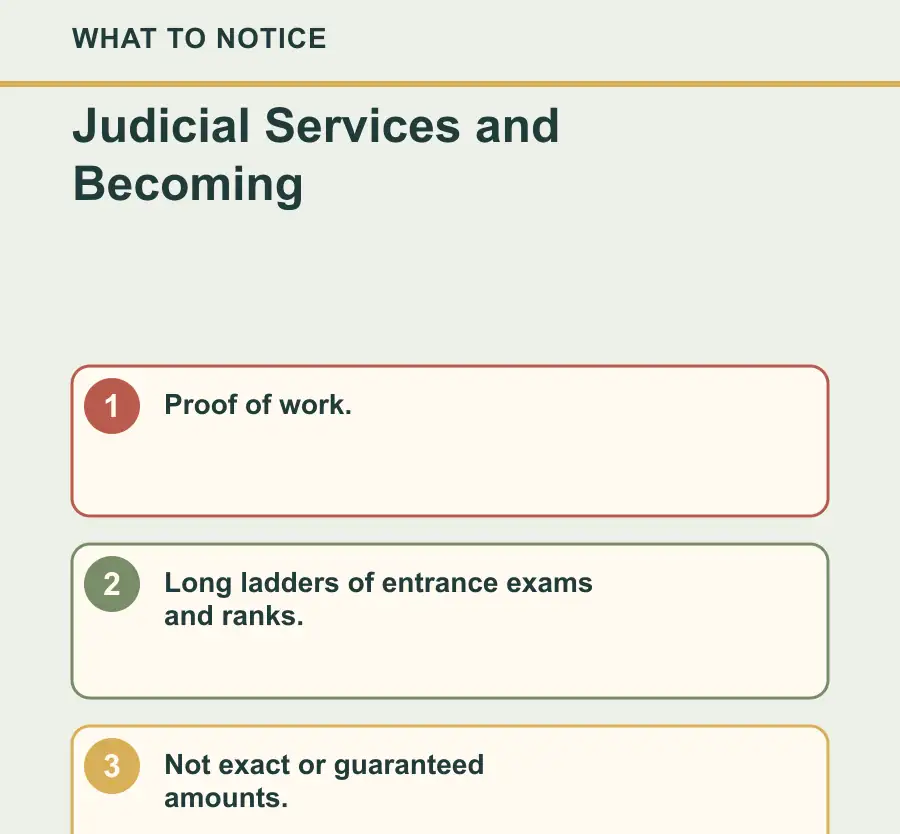 WHAT TO NOTICE
Judicial Services and
Becoming
1
Proof of work.
2
Long ladders of entrance exams
and ranks.
3
Not exact or guaranteed
amounts.